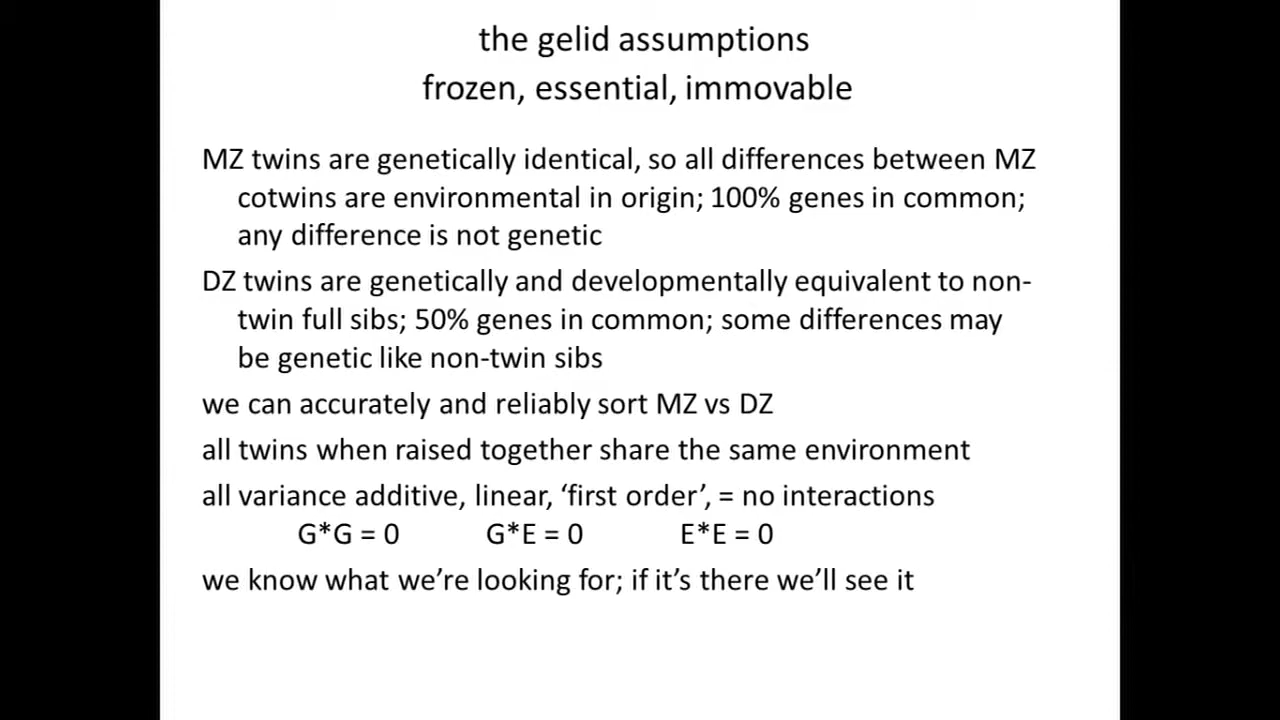 the gelid assumptions
frozen, essential, immovable
MZ twins are genetically identical, so all differences between MZ
cotwins are environmental in origin; 100% genes in common;
any difference is not genetic
DZ twins are genetically and developmentally equivalent to non-
twin full sibs; 50% genes in common; some differences may
be genetic like non-twin sibs
we can accurately and reliably sort MZ vs DZ
all twins when raised together share the same environment
all variance additive, linear, ‘first order’, = no interactions
G*G = 0 G*E = 0 E*E = 0
we know what we’re looking for; if it’s there we’ll see it